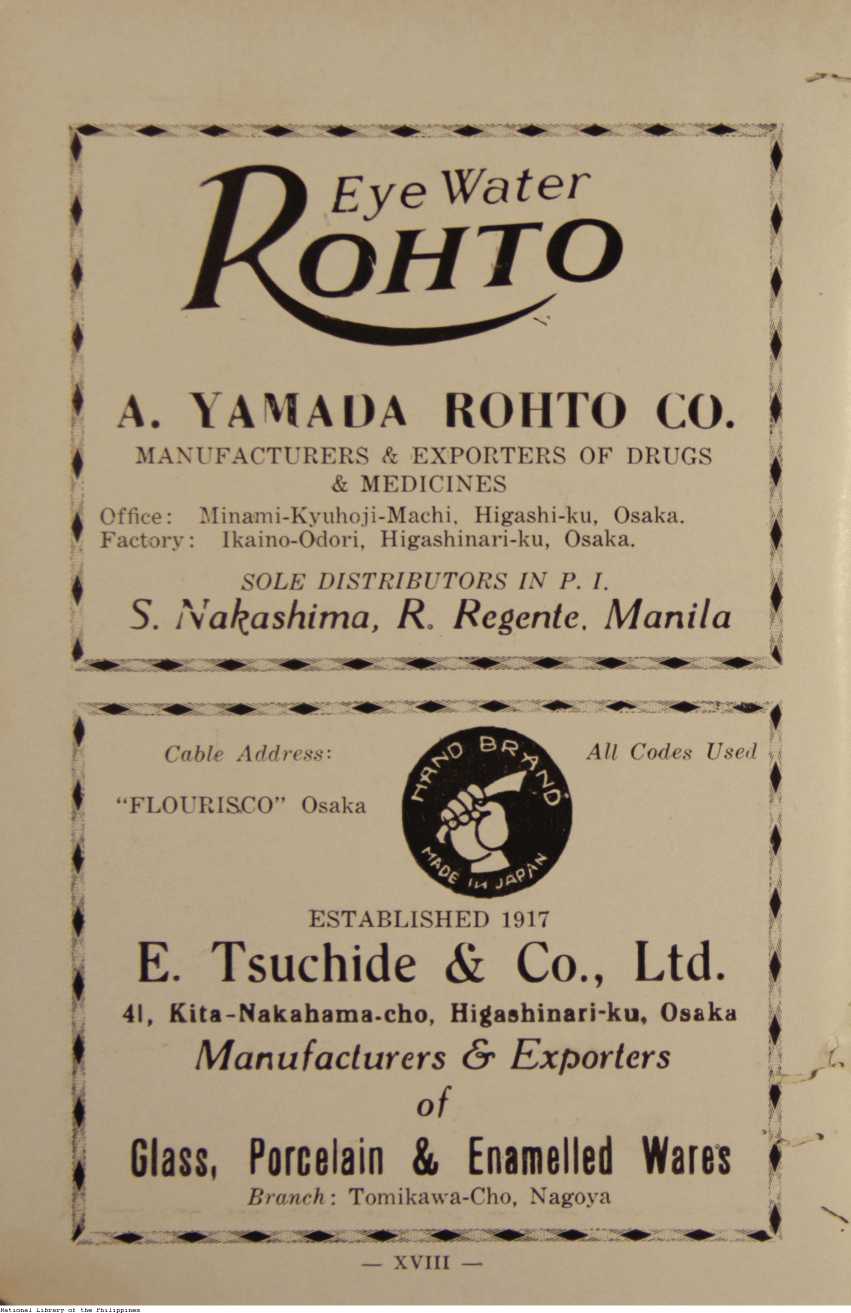 Eye Water
ROHTO
A. YAMADA ROHTO CO.
MANUFACTURERS & EXPORTERS OF DRUGS
& MEDICINES
Office: Minami-Kyuhoji-Machi, Higashi-ku, Osaka.
Factory: Ikaino-Odori, Higashinari-ku, Osaka.
SOLE DISTRIBUTORS IN P. I.
S. Nakashima, R. Regente, Manila
Cable Address:
"FLOURISCO" Osaka
HAND BRAND
MADE IN JAPAN
All Codes Used
ESTABLISHED 1917
E. Tsuchide & Co., Ltd.
41, Kita-Nakahama-cho, Higashinari-ku, Osaka
Manufacturers & Exporters
of
Glass, Porcelain & Enamelled Wares
Branch: Tomikawa-Cho, Nagoya
— XVIII —
National Library of the Philippines